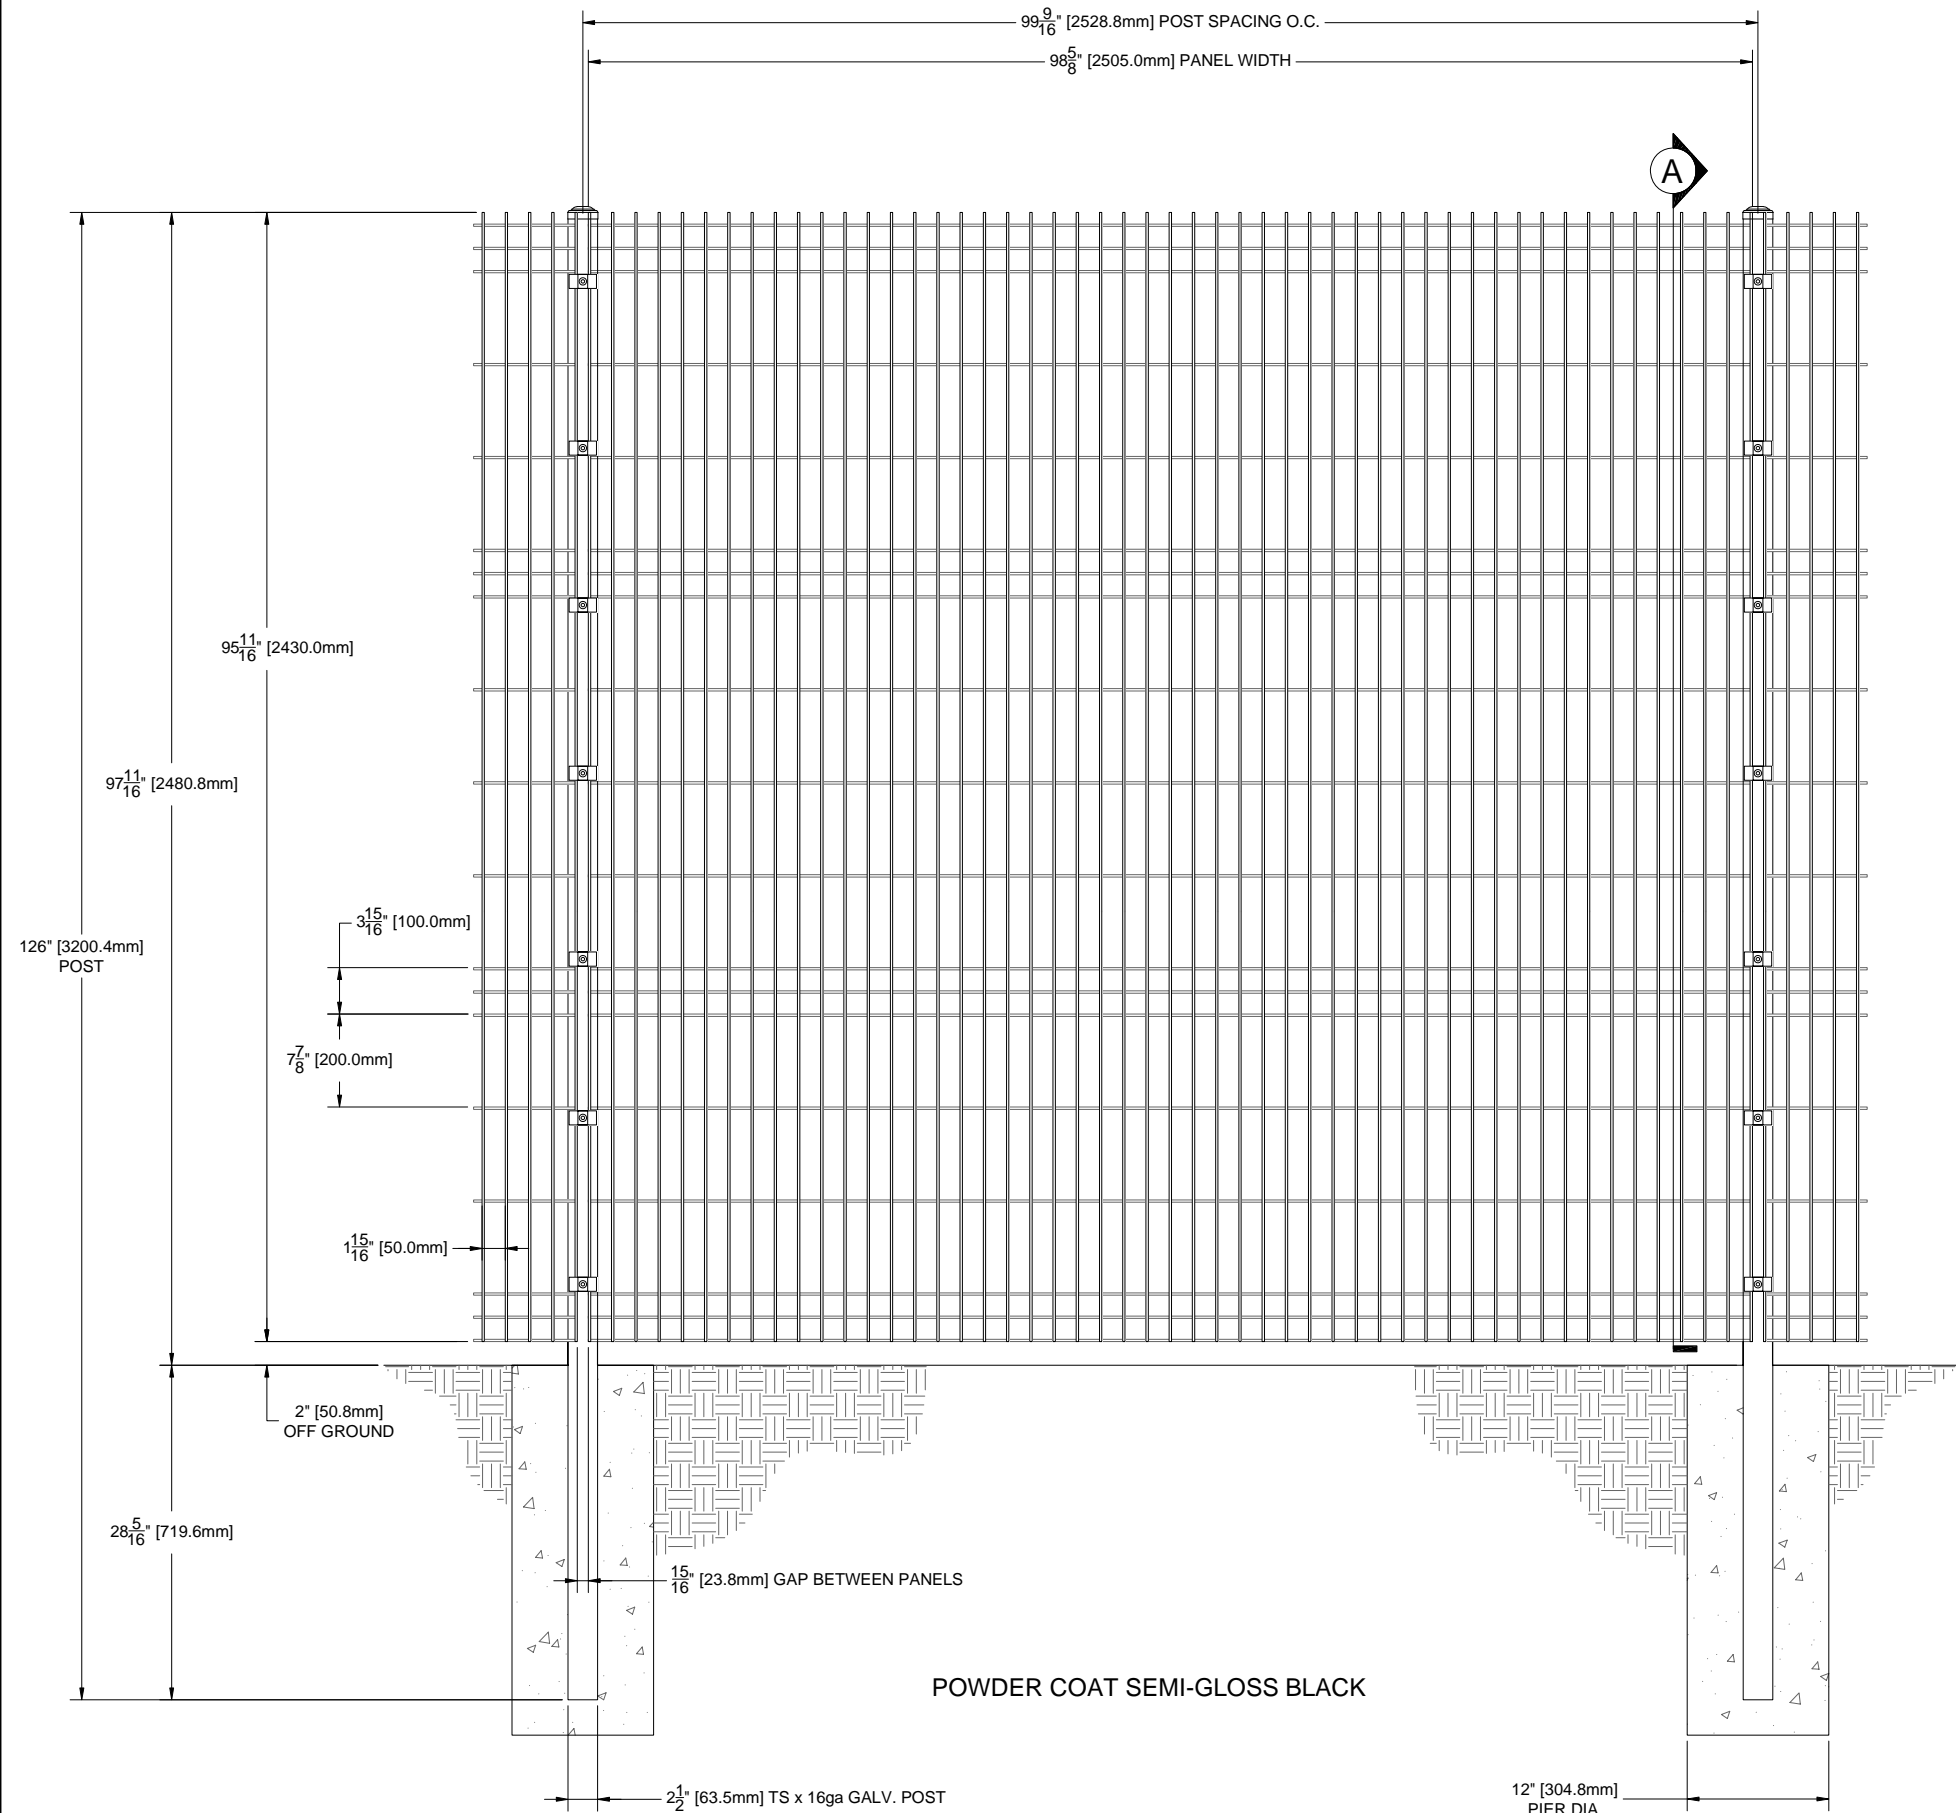 99 9/16" [2528.8mm] POST SPACING O.C.
98 5/8" [2505.0mm] PANEL WIDTH
A
95 11/16" [2430.0mm]
97 11/16" [2480.8mm]
3 15/16" [100.0mm]
126" [3200.4mm]
POST
7 7/8" [200.0mm]
1 15/16" [50.0mm]
2" [50.8mm]
OFF GROUND
28 5/16" [719.6mm]
15/16" [23.8mm] GAP BETWEEN PANELS
POWDER COAT SEMI-GLOSS BLACK
2 1/2" [63.5mm] TS x 16ga GALV. POST
12" [304.8mm]
PIER DIA